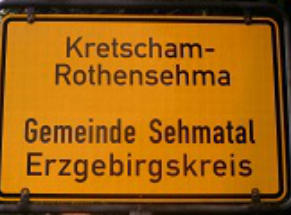 Kretscham-
Rothensehma
Gemeinde Sehmatal
Erzgebirgskreis